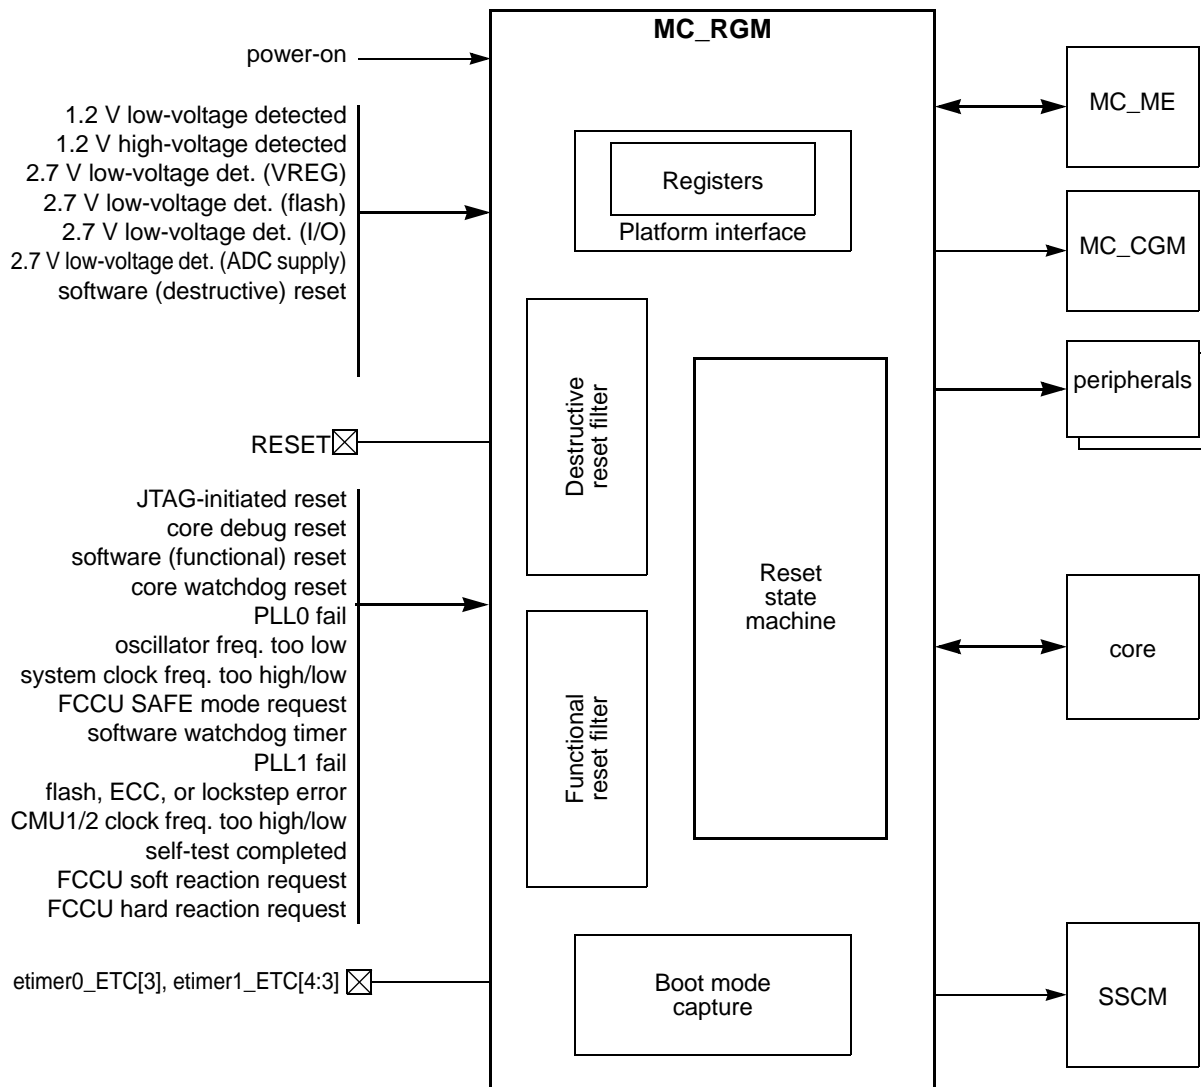 MC_RGM
power-on
1.2 V low-voltage detected
1.2 V high-voltage detected
2.7 V low-voltage det. (VREG)
2.7 V low-voltage det. (flash)
2.7 V low-voltage det. (I/O)
2.7 V low-voltage det. (ADC supply)
software (destructive) reset
RESET
JTAG-initiated reset
core debug reset
software (functional) reset
core watchdog reset
PLL0 fail
oscillator freq. too low
system clock freq. too high/low
FCCU SAFE mode request
software watchdog timer
PLL1 fail
flash, ECC, or lockstep error
CMU1/2 clock freq. too high/low
self-test completed
FCCU soft reaction request
FCCU hard reaction request
etimer0_ETC[3], etimer1_ETC[4:3]
Registers
Platform interface
Destructive
reset filter
Functional
reset filter
Reset
state
machine
Boot mode
capture
MC_ME
MC_CGM
peripherals
core
SSCM